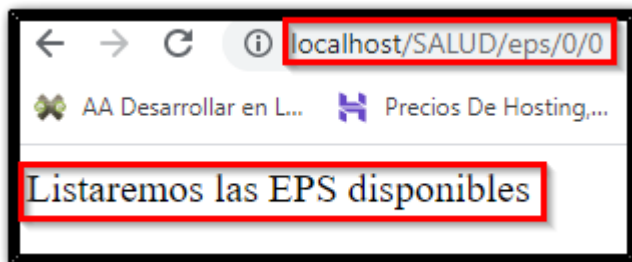 localhost/SALUD/eps/0/0
AA Desarrollar en L... Precios De Hosting,...
Listaremos las EPS disponibles